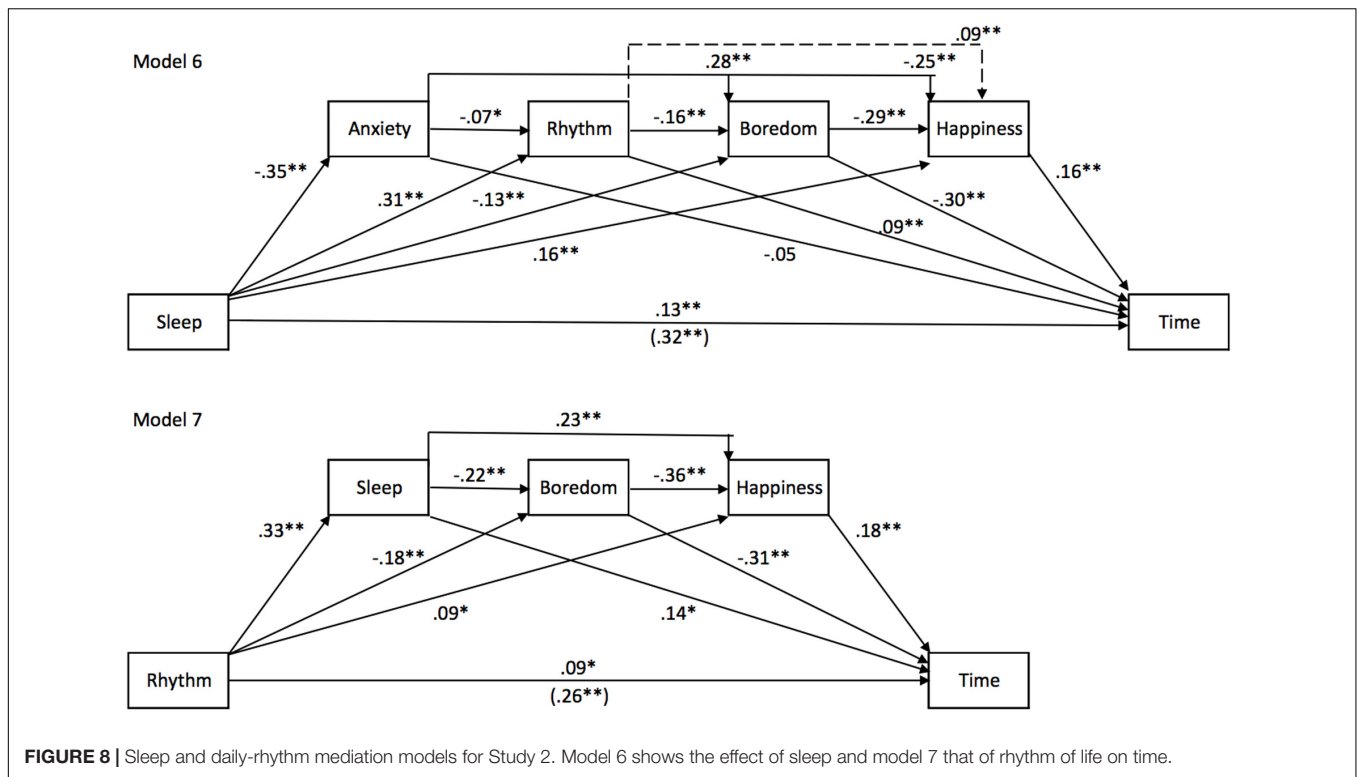 .09**
Model 6
.28**
-.25**
Anxiety
-.07*
Rhythm
-.16**
Boredom
-.29**
Happiness
-.35**
.31**
-.13**
.16**
-.30**
.09**
.16**
-.05
Sleep
.13**
(.32**)
Time
Model 7
.23**
Sleep
-.22**
Boredom
-.36**
Happiness
.33**
-.18**
.09*
-.31**
.14*
.18**
Rhythm
.09*
(.26**)
Time
FIGURE 8 | Sleep and daily-rhythm mediation models for Study 2. Model 6 shows the effect of sleep and model 7 that of rhythm of life on time.